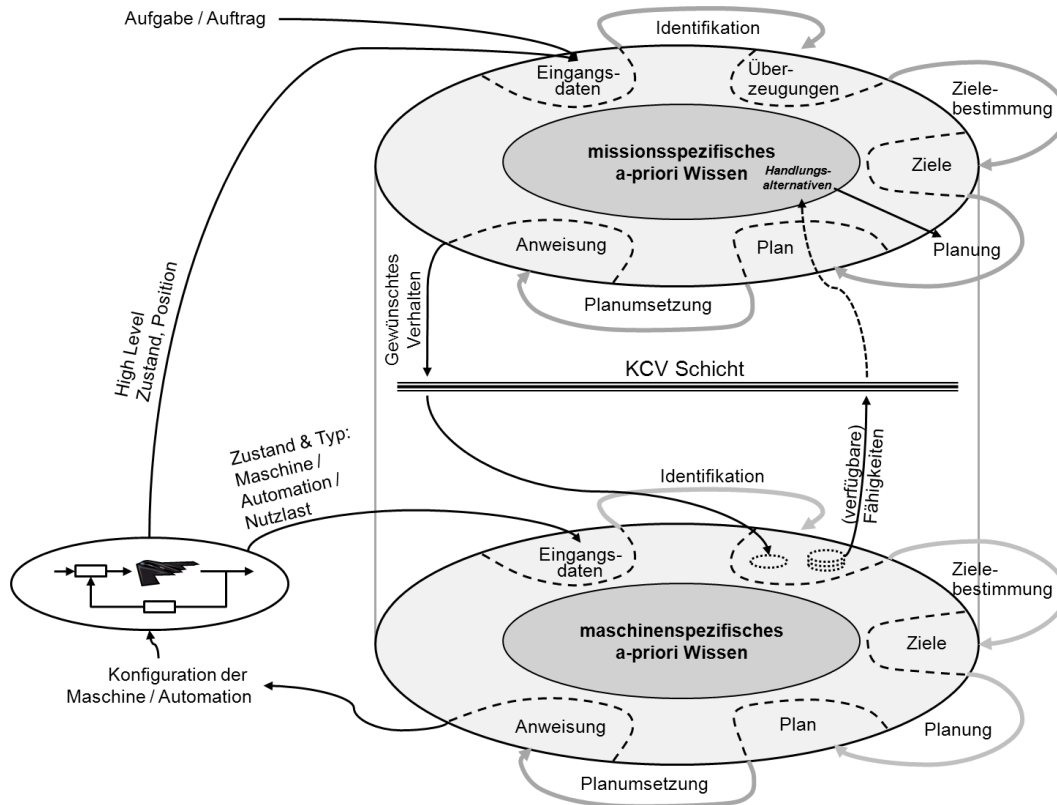 Aufgabe / Auftrag
Identifikation
Eingangs-
daten
Über-
zeugungen
Ziele-
bestimmung
missionsspezifisches
a-priori Wissen
Handlungs-
alternativen
Ziele
Anweisung
Plan
Planung
Planumsetzung
High Level
Zustand, Position
Gewünschtes
Verhalten
KCV Schicht
Zustand & Typ:
Maschine /
Automation /
Nutzlast
(verfügbare)
Fähigkeiten
Identifikation
Eingangs-
daten
Ziele-
bestimmung
maschinenspezifisches
a-priori Wissen
Ziele
Konfiguration der
Maschine / Automation
Anweisung
Plan
Planung
Planumsetzung